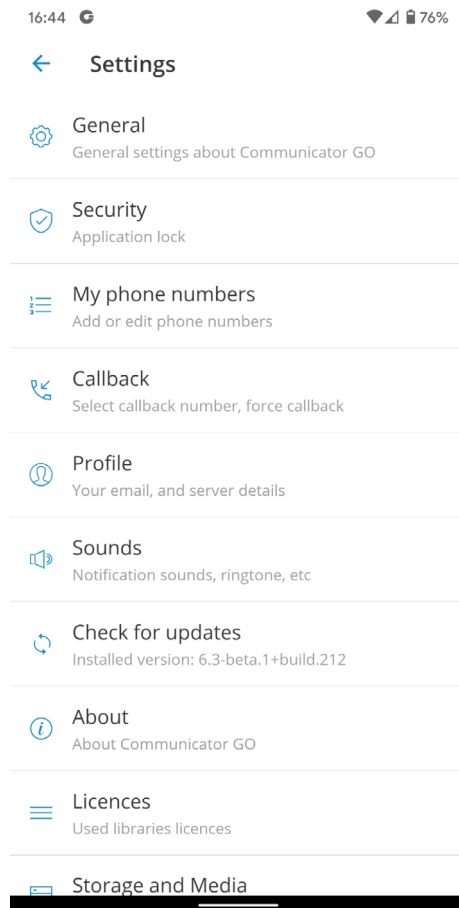 16:44 G 76%
Settings
General
General settings about Communicator GO
Security
Application lock
My phone numbers
Add or edit phone numbers
Callback
Select callback number, force callback
Profile
Your email, and server details
Sounds
Notification sounds, ringtone, etc
Check for updates
Installed version: 6.3-beta.1+build.212
About
About Communicator GO
Licences
Used libraries licences
Storage and Media